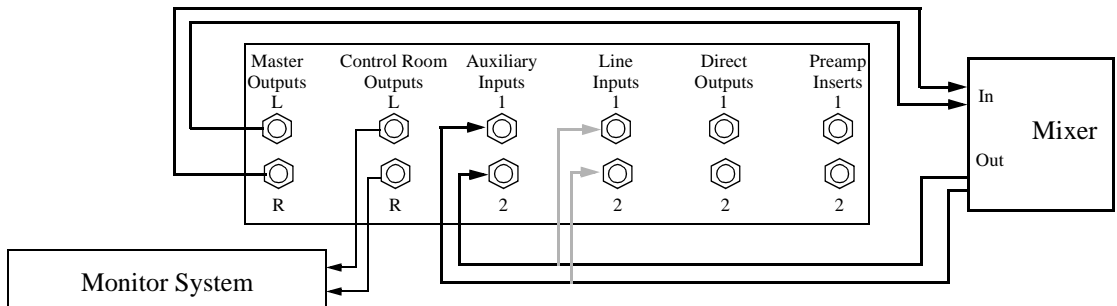 Master Outputs L
Control Room Outputs L
Auxiliary Inputs 1
Line Inputs 1
Direct Outputs 1
Preamp Inserts 1
R
R
2
2
2
2
In
Mixer
Out
Monitor System